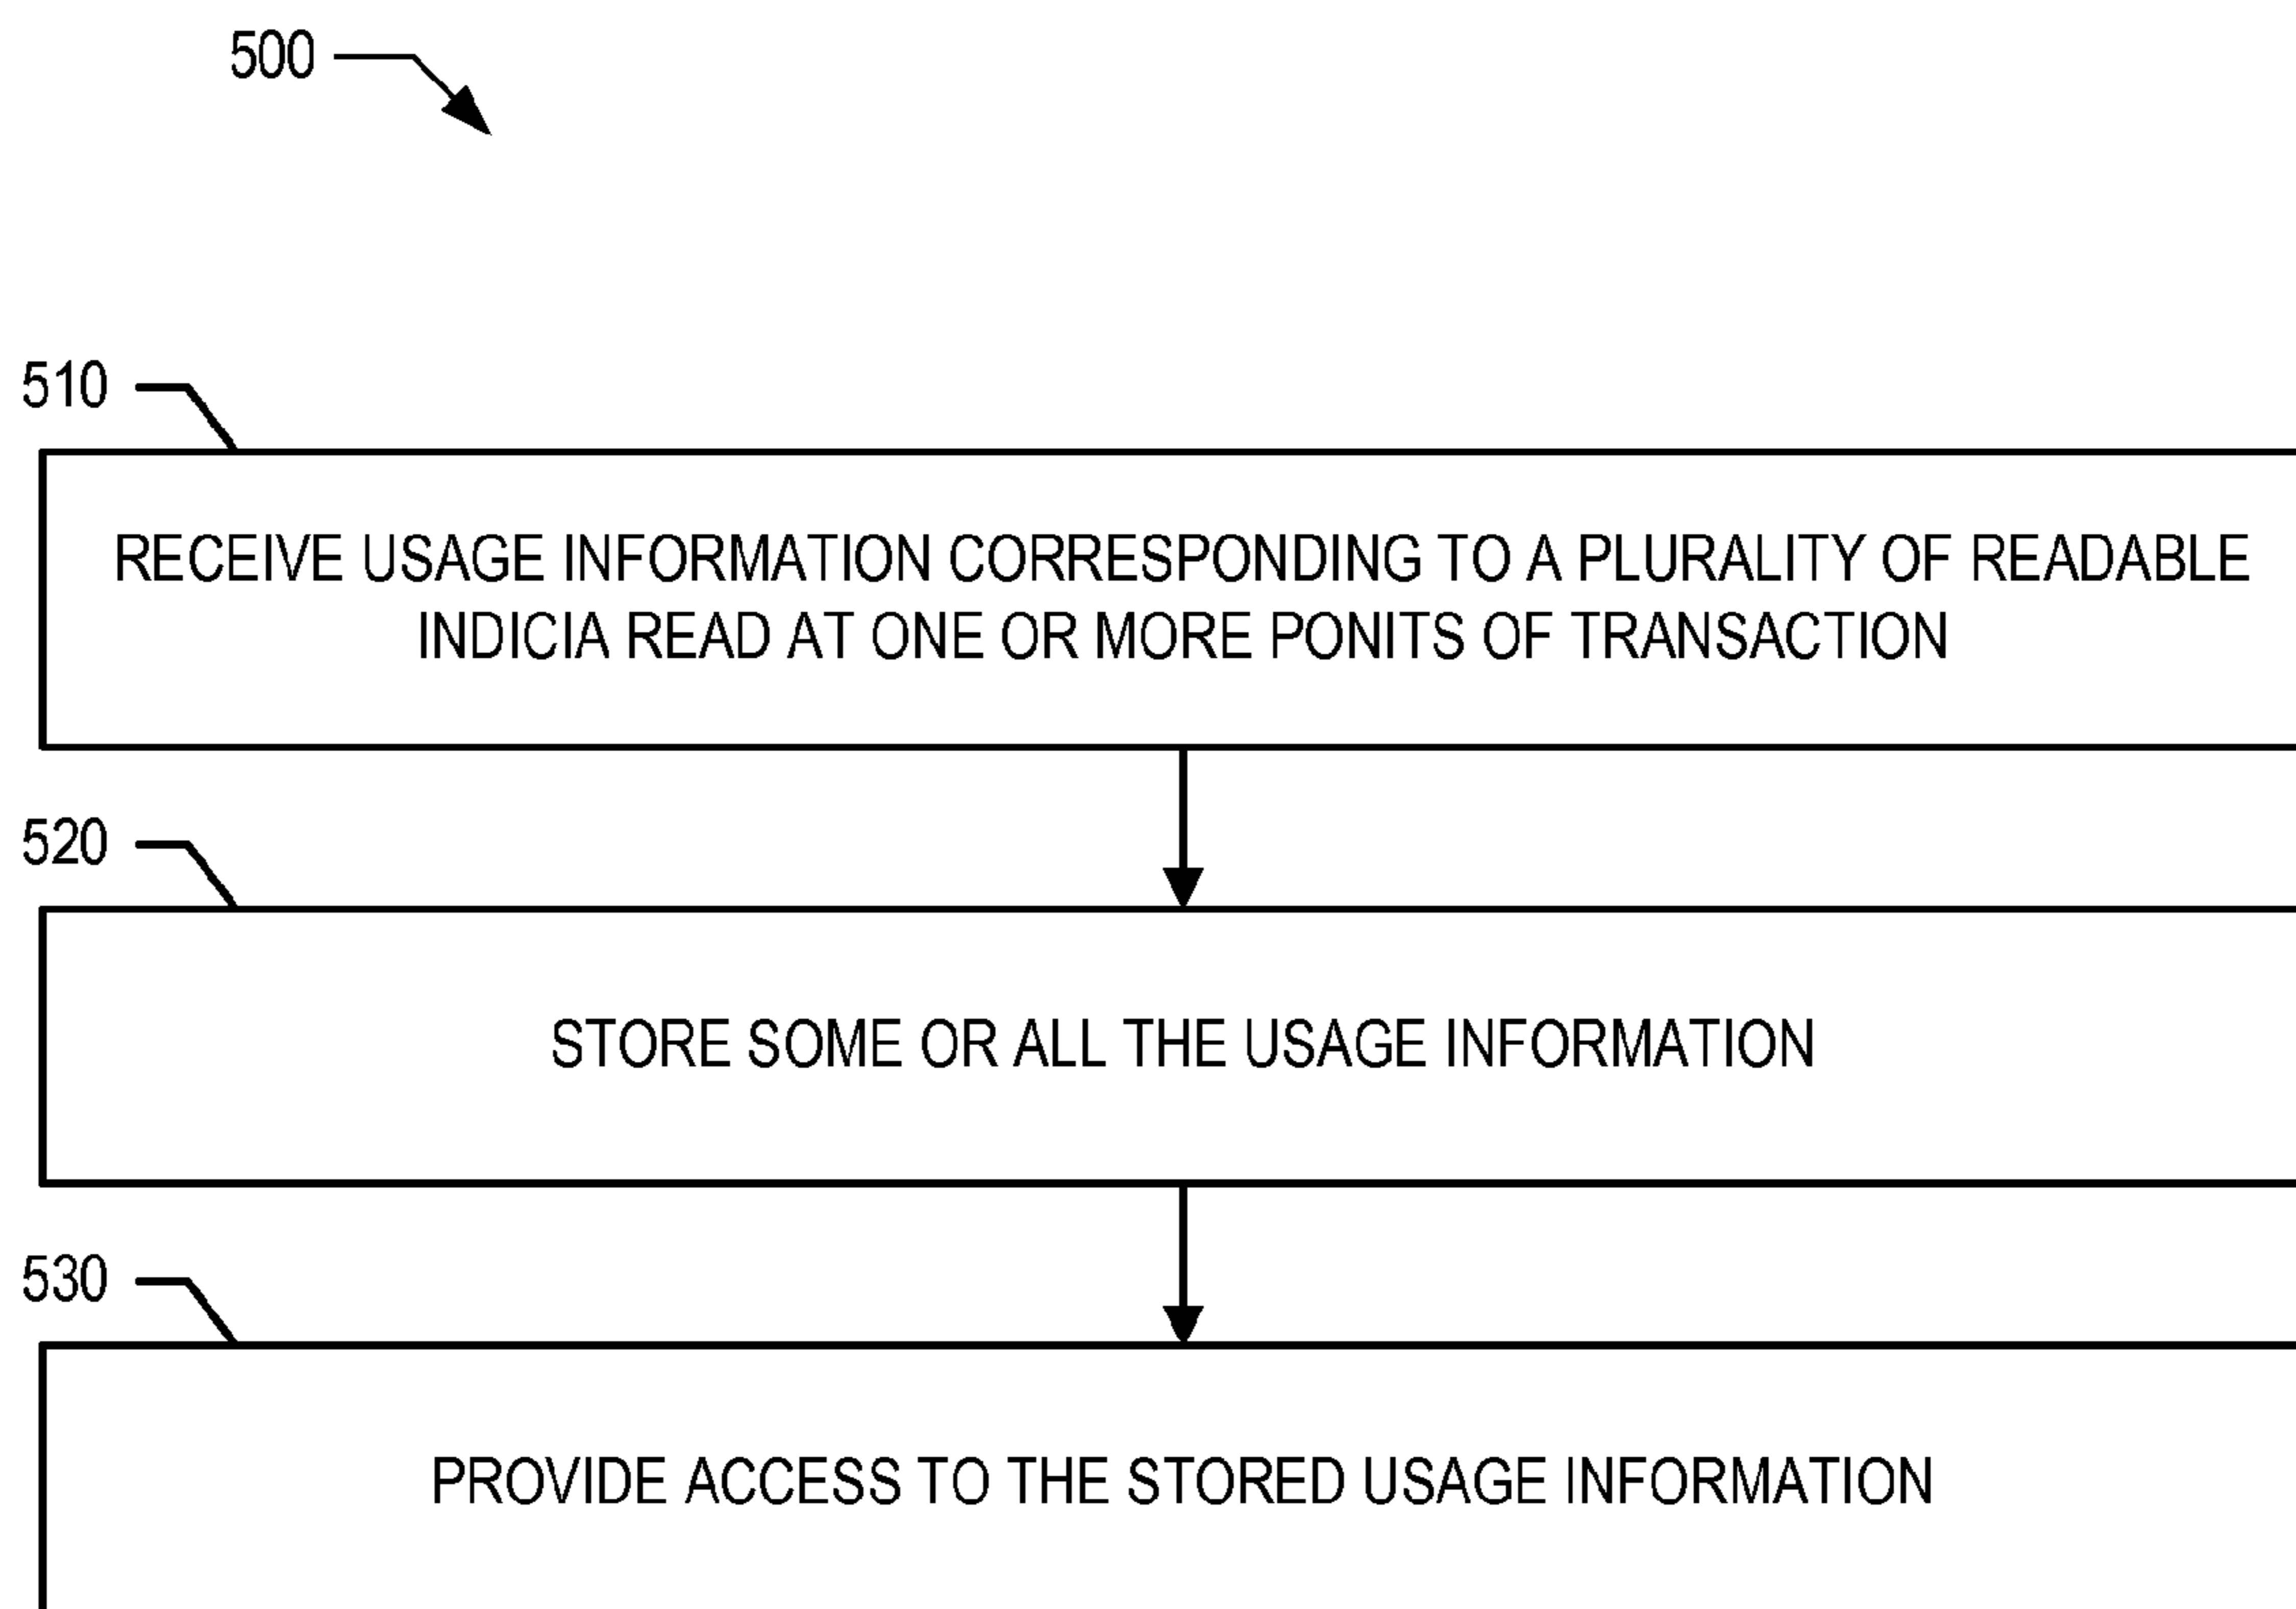 500
510
RECEIVE USAGE INFORMATION CORRESPONDING TO A PLURALITY OF READABLE
INDICIA READ AT ONE OR MORE PONITS OF TRANSACTION
520
STORE SOME OR ALL THE USAGE INFORMATION
530
PROVIDE ACCESS TO THE STORED USAGE INFORMATION